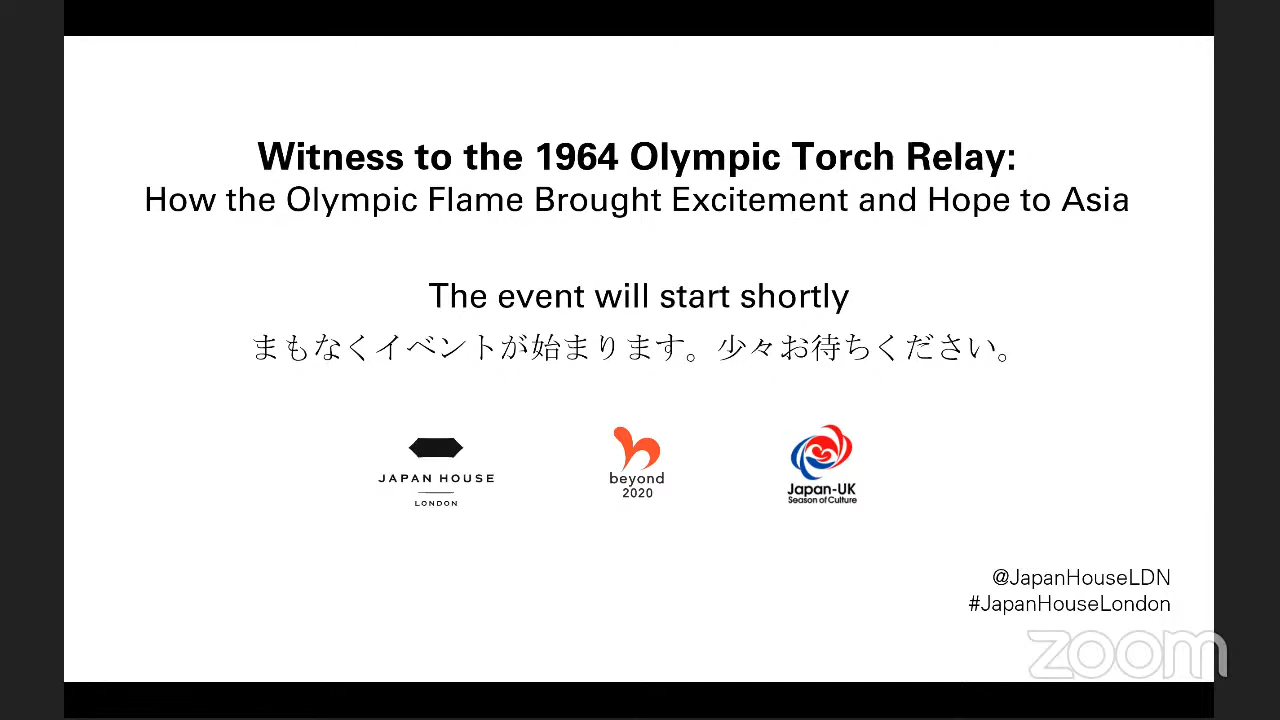 Witness to the 1964 Olympic Torch Relay:
How the Olympic Flame Brought Excitement and Hope to Asia
The event will start shortly
まもなくイベントが始まります。少々お待ちください。
JAPAN HOUSE
LONDON
beyond
2020
Japan-UK
Season of Culture
@JapanHouseLDN
#JapanHouseLondon
zoom